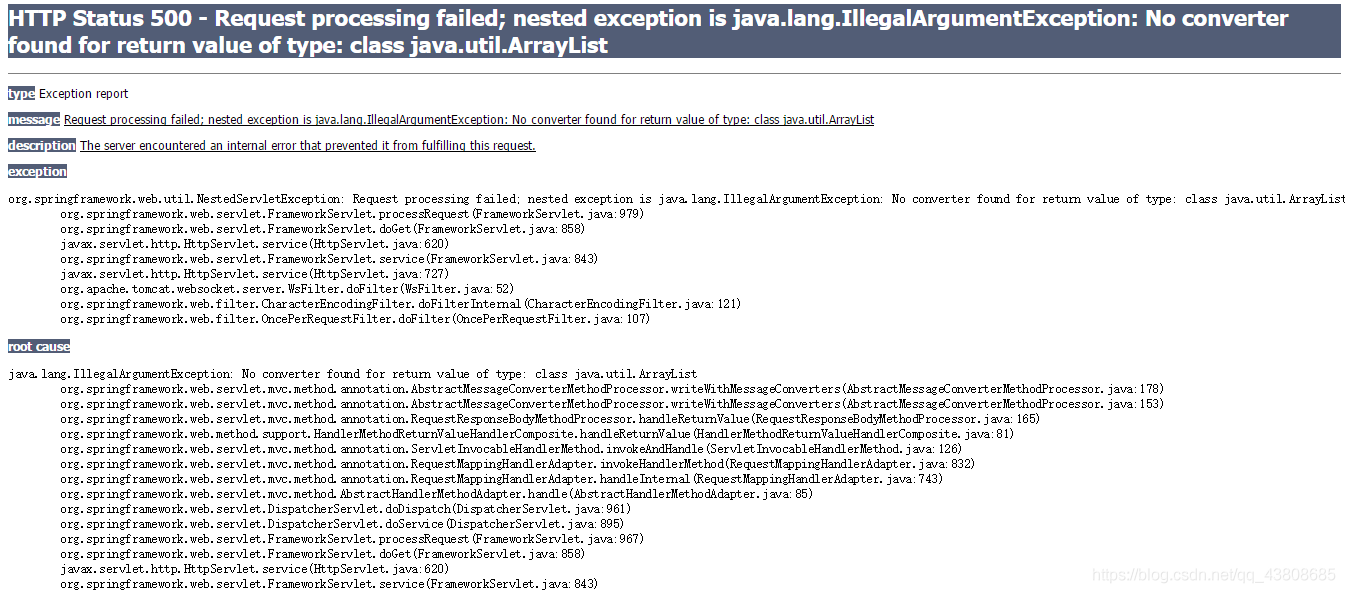 HTTP Status 500 - Request processing failed; nested exception is java.lang.IllegalArgumentException: No converter
found for return value of type: class java.util.ArrayList
type Exception report
message Request processing failed; nested exception is java.lang.IllegalArgumentException: No converter found for return value of type: class java.util.ArrayList
description The server encountered an internal error that prevented it from fulfilling this request.
exception
org.springframework.web.util.NestedServletException: Request processing failed; nested exception is java.lang.IllegalArgumentException: No converter found for return value of type: class java.util.ArrayList
org.springframework.web.servlet.FrameworkServlet.processRequest(FrameworkServlet.java:979)
org.springframework.web.servlet.FrameworkServlet.doGet(FrameworkServlet.java:858)
javax.servlet.http.HttpServlet.service(HttpServlet.java:620)
org.springframework.web.servlet.FrameworkServlet.service(FrameworkServlet.java:843)
javax.servlet.http.HttpServlet.service(HttpServlet.java:727)
org.apache.tomcat.websocket.server.WsFilter.doFilter(WsFilter.java:52)
org.springframework.web.filter.CharacterEncodingFilter.doFilterInternal(CharacterEncodingFilter.java:121)
org.springframework.web.filter.OncePerRequestFilter.doFilter(OncePerRequestFilter.java:107)
root cause
java.lang.IllegalArgumentException: No converter found for return value of type: class java.util.ArrayList
org.springframework.web.servlet.mvc.method.annotation.AbstractMessageConverterMethodProcessor.writeWithMessageConverters(AbstractMessageConverterMethodProcessor.java:178)
org.springframework.web.servlet.mvc.method.annotation.AbstractMessageConverterMethodProcessor.writeWithMessageConverters(AbstractMessageConverterMethodProcessor.java:153)
org.springframework.web.servlet.mvc.method.annotation.RequestResponseBodyMethodProcessor.handleReturnValue(RequestResponseBodyMethodProcessor.java:165)
org.springframework.web.method.support.HandlerMethodReturnValueHandlerComposite.handleReturnValue(HandlerMethodReturnValueHandlerComposite.java:81)
org.springframework.web.servlet.mvc.method.annotation.ServletInvocableHandlerMethod.invokeAndHandle(ServletInvocableHandlerMethod.java:126)
org.springframework.web.servlet.mvc.method.annotation.RequestMappingHandlerAdapter.invokeHandlerMethod(RequestMappingHandlerAdapter.java:832)
org.springframework.web.servlet.mvc.method.annotation.RequestMappingHandlerAdapter.handleInternal(RequestMappingHandlerAdapter.java:743)
org.springframework.web.servlet.mvc.method.AbstractHandlerMethodAdapter.handle(AbstractHandlerMethodAdapter.java:85)
org.springframework.web.servlet.DispatcherServlet.doDispatch(DispatcherServlet.java:961)
org.springframework.web.servlet.DispatcherServlet.doService(DispatcherServlet.java:895)
org.springframework.web.servlet.FrameworkServlet.processRequest(FrameworkServlet.java:967)
org.springframework.web.servlet.FrameworkServlet.doGet(FrameworkServlet.java:858)
javax.servlet.http.HttpServlet.service(HttpServlet.java:620)
org.springframework.web.servlet.FrameworkServlet.service(FrameworkServlet.java:843)
https://blog.csdn.net/qq_43808685